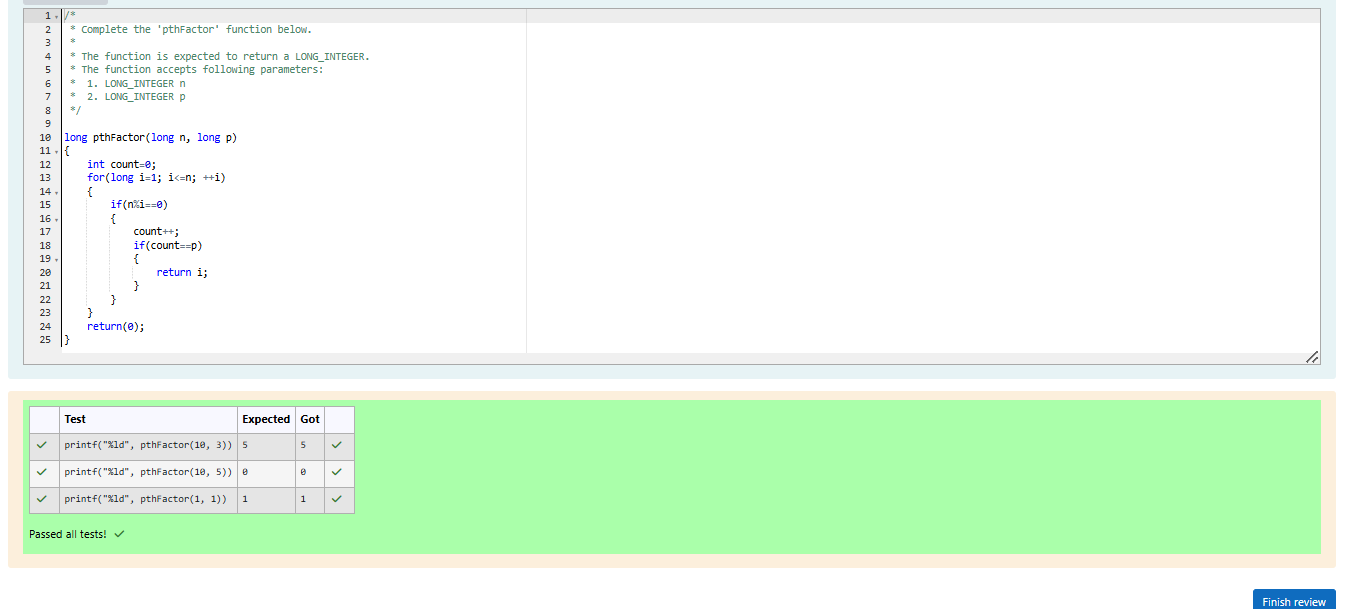 1 /*
2 * Complete the 'pthFactor' function below.
3 *
4 * The function is expected to return a LONG_INTEGER.
5 * The function accepts following parameters:
6 * 1. LONG_INTEGER n
7 * 2. LONG_INTEGER p
8 */
9
10 long pthFactor(long n, long p)
11 {
12 int count=0;
13 for(long i=1; i<=n; ++i)
14 {
15 if(n%i==0)
16 {
17 count++;
18 if(count==p)
19 {
20 return i;
21 }
22 }
23 }
24 return(0);
25 }
Test Expected Got
printf("%ld", pthFactor(10, 3)) 5 5
printf("%ld", pthFactor(10, 5)) 0 0
printf("%ld", pthFactor(1, 1)) 1 1
Passed all tests!
Finish review